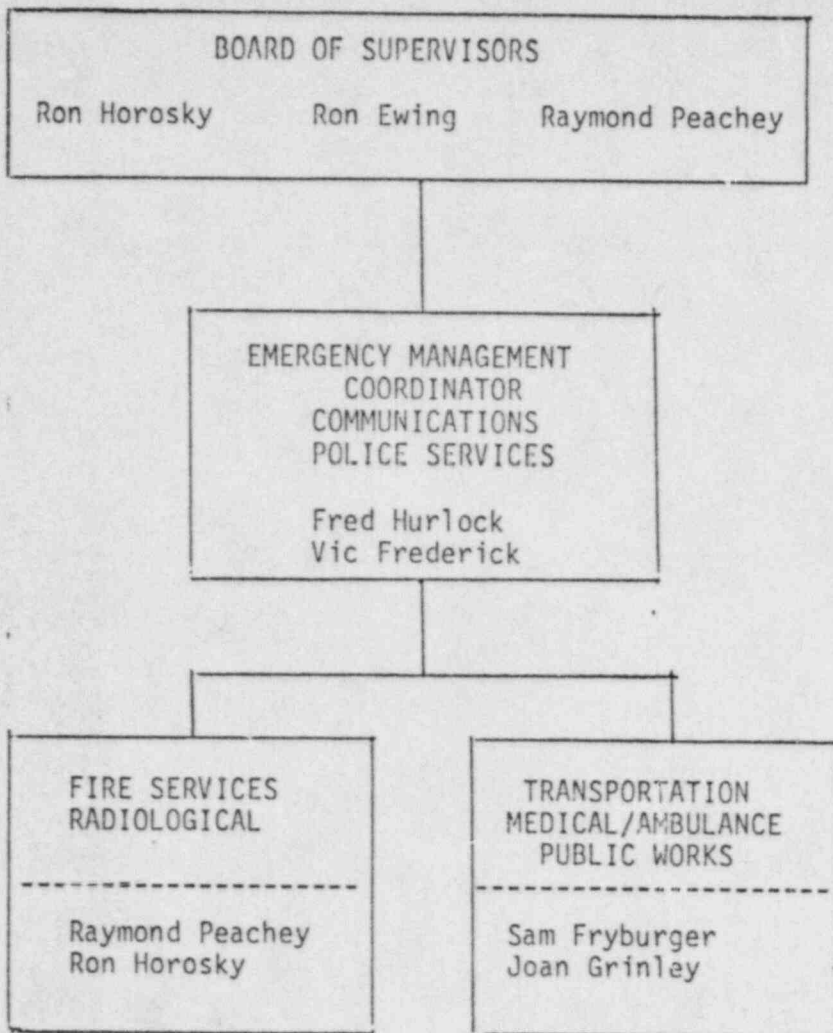 BOARD OF SUPERVISORS
Ron Horosky Ron Ewing Raymond Peachey
EMERGENCY MANAGEMENT
COORDINATOR
COMMUNICATIONS
POLICE SERVICES
Fred Hurlock
Vic Frederick
FIRE SERVICES
RADIOLOGICAL
Raymond Peachey
Ron Horosky
TRANSPORTATION
MEDICAL/AMBULANCE
PUBLIC WORKS
Sam Fryburger
Joan Grinley